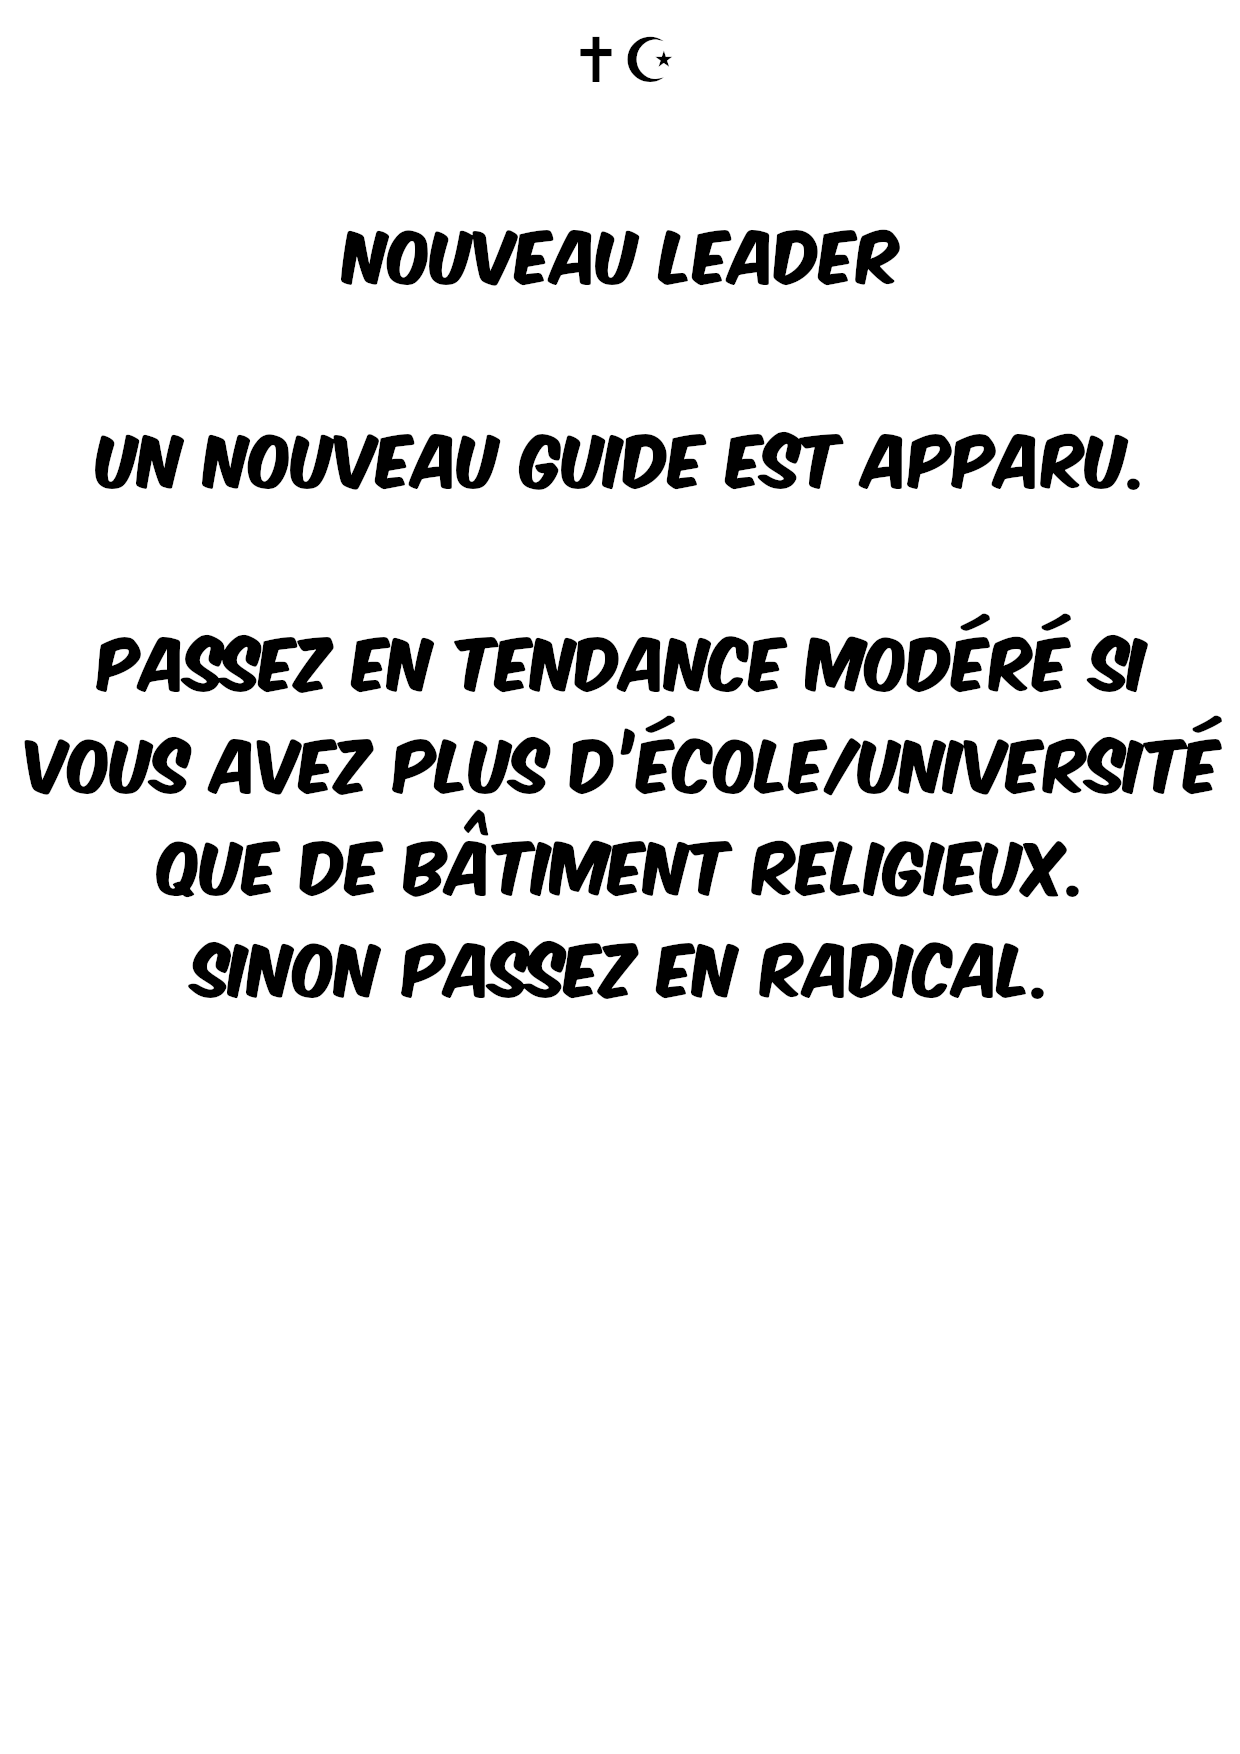 ✝☪
NOUVEAU LEADER
UN NOUVEAU GUIDE EST APPARU.
PASSEZ EN TENDANCE MODÉRÉ SI
VOUS AVEZ PLUS D'ÉCOLE/UNIVERSITÉ
QUE DE BÂTIMENT RELIGIEUX.
SINON PASSEZ EN RADICAL.